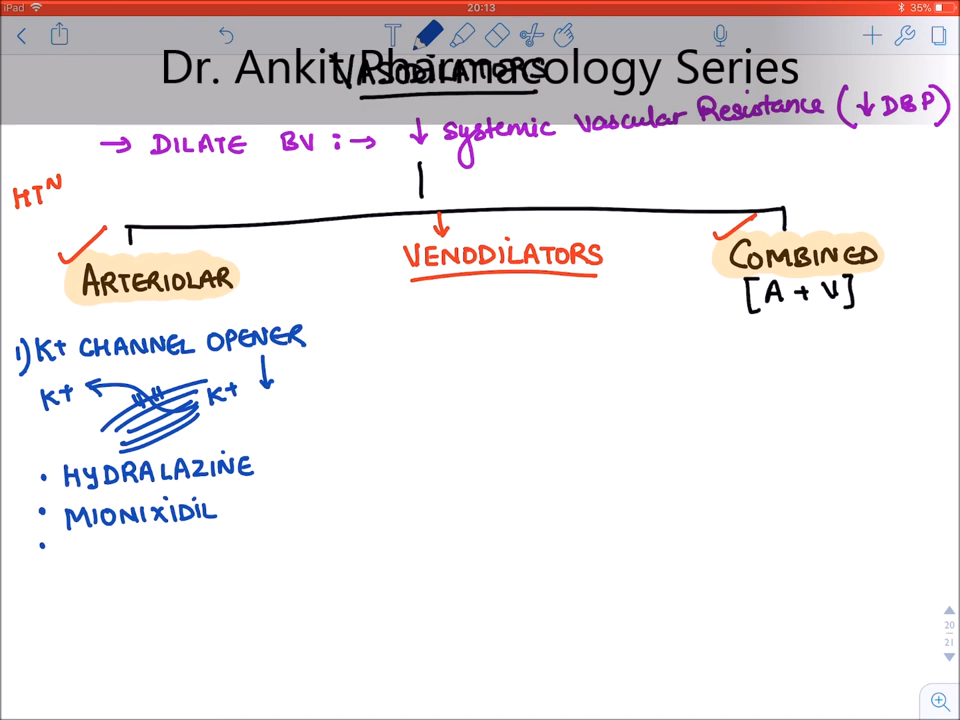 iPad 20:13 35%
Dr. Ankit Pharmacology Series
VASODILATORS
→ DILATE BV : → ↓ Systemic Vascular Resistance (↓ DBP)
HTN
ARTERIOLAR
VENODILATORS
COMBINED
[A + V]
1) K+ CHANNEL OPENER
↓
K+ K+
• HYDRALAZINE
• MIONIXIDIL
•
20
21